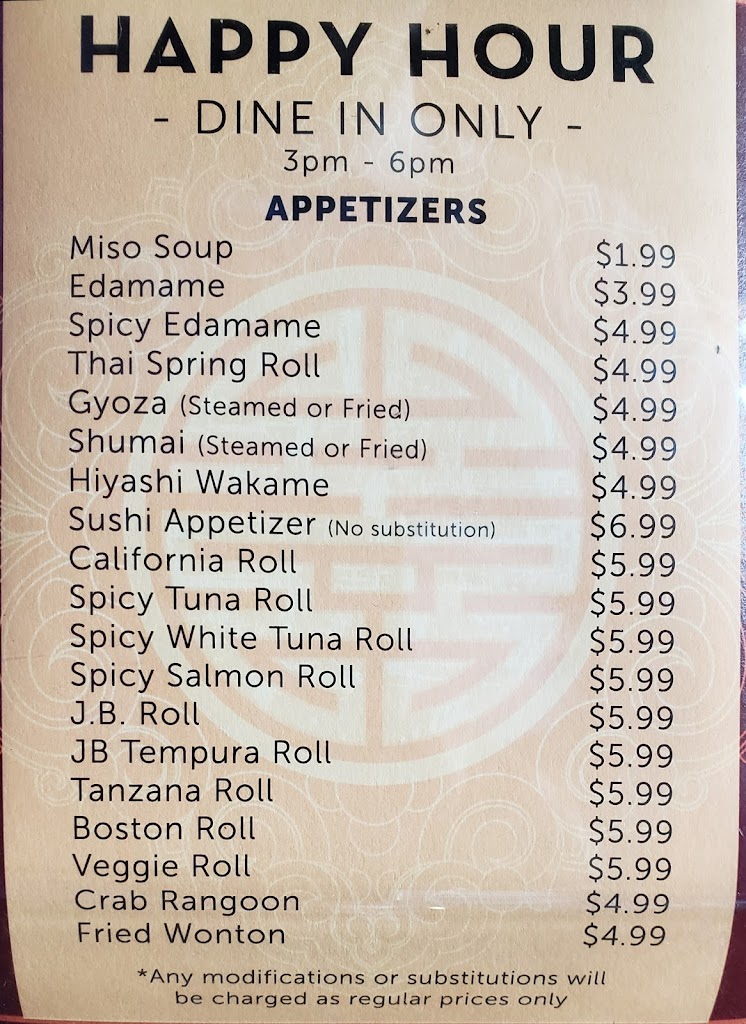 HAPPY HOUR
- DINE IN ONLY -
3pm - 6pm
APPETIZERS
Miso Soup $1.99
Edamame $3.99
Spicy Edamame $4.99
Thai Spring Roll $4.99
Gyoza (Steamed or Fried) $4.99
Shumai (Steamed or Fried) $4.99
Hiyashi Wakame $4.99
Sushi Appetizer (No substitution) $6.99
California Roll $5.99
Spicy Tuna Roll $5.99
Spicy White Tuna Roll $5.99
Spicy Salmon Roll $5.99
J.B. Roll $5.99
JB Tempura Roll $5.99
Tanzana Roll $5.99
Boston Roll $5.99
Veggie Roll $5.99
Crab Rangoon $4.99
Fried Wonton $4.99
*Any modifications or substitutions will
be charged as regular prices only